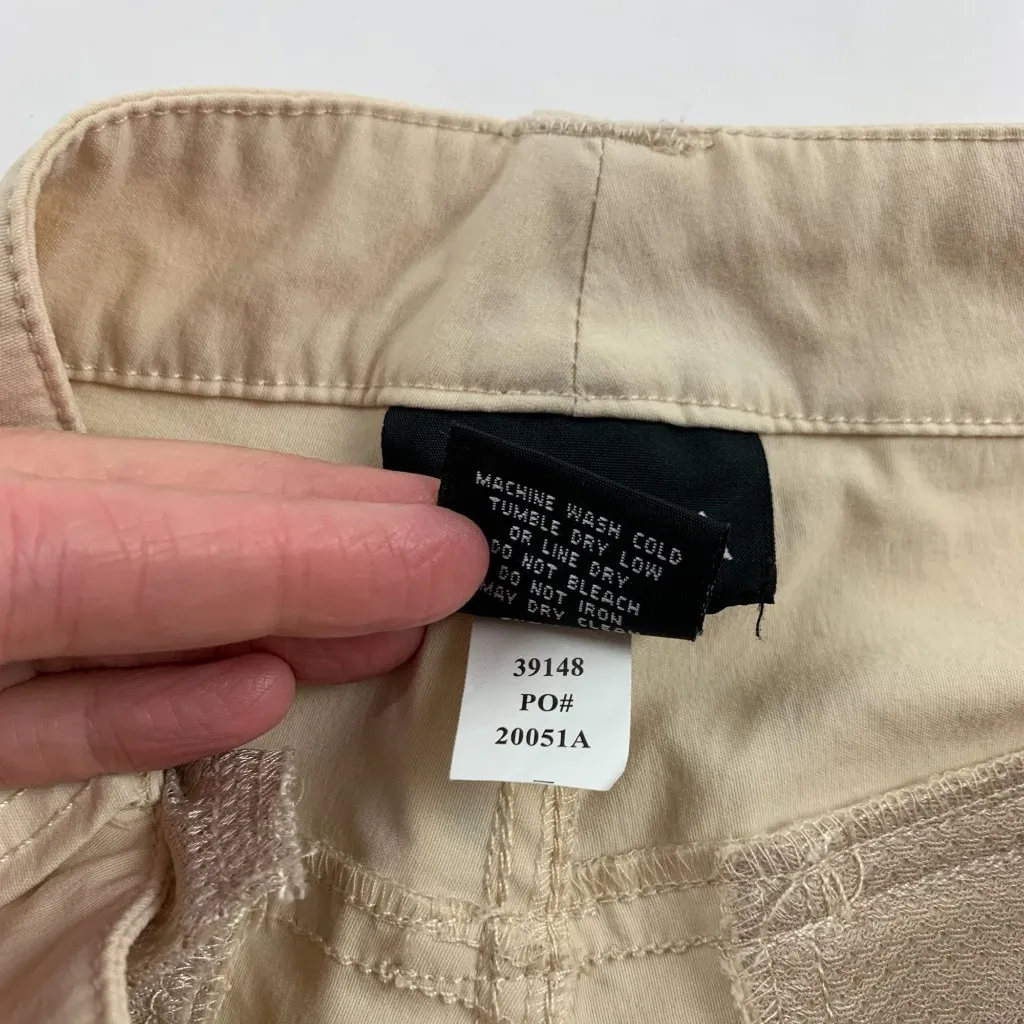 MACHINE WASH COLD
TUMBLE DRY LOW
OR LINE DRY
DO NOT BLEACH
DO NOT IRON
MAY DRY CLEAN
39148
PO#
20051A